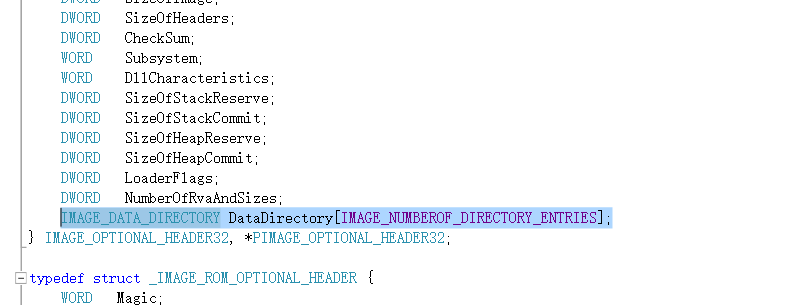 DWORD SizeOfImage;
DWORD SizeOfHeaders;
DWORD CheckSum;
WORD Subsystem;
WORD DllCharacteristics;
DWORD SizeOfStackReserve;
DWORD SizeOfStackCommit;
DWORD SizeOfHeapReserve;
DWORD SizeOfHeapCommit;
DWORD LoaderFlags;
DWORD NumberOfRvaAndSizes;
IMAGE_DATA_DIRECTORY DataDirectory[IMAGE_NUMBEROF_DIRECTORY_ENTRIES];
} IMAGE_OPTIONAL_HEADER32, *PIMAGE_OPTIONAL_HEADER32;
typedef struct _IMAGE_ROM_OPTIONAL_HEADER {
WORD Magic;